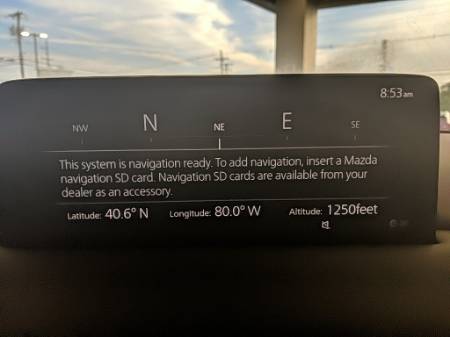 8:53am
NW N NE E SE
This system is navigation ready. To add navigation, insert a Mazda
navigation SD card. Navigation SD cards are available from your
dealer as an accessory.
Latitude: 40.6° N Longitude: 80.0° W Altitude: 1250feet